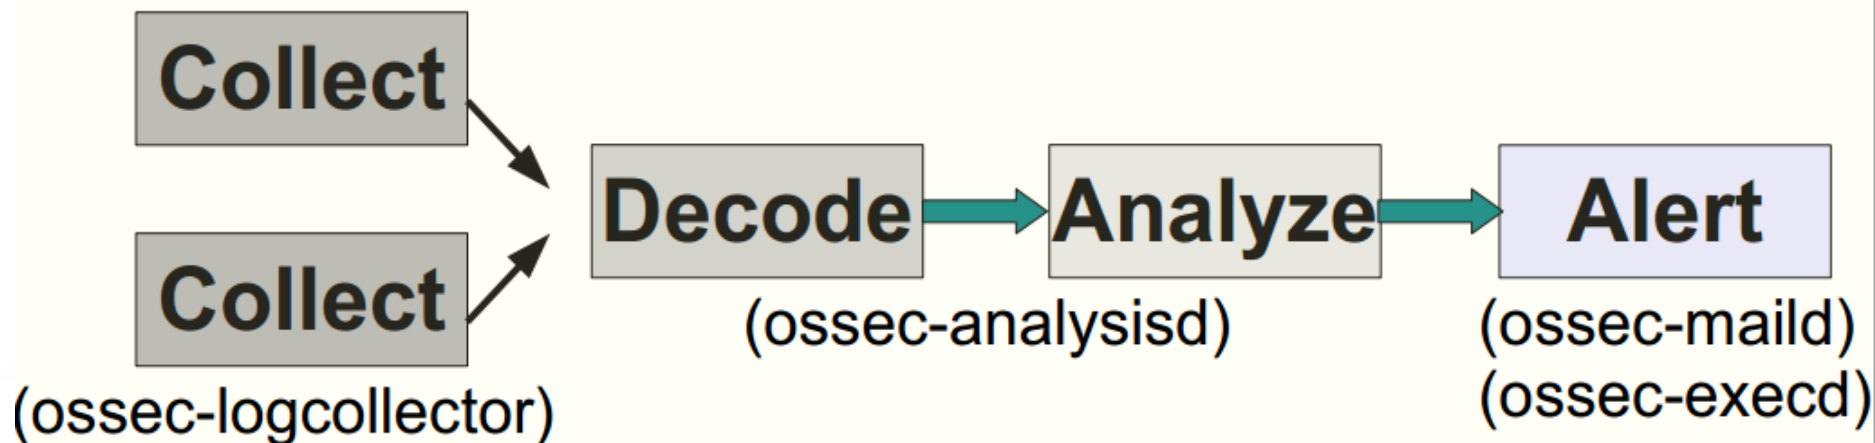 Collect
Collect
(ossec-logcollector)
Decode
Analyze
(ossec-analysisd)
Alert
(ossec-maild)
(ossec-execd)